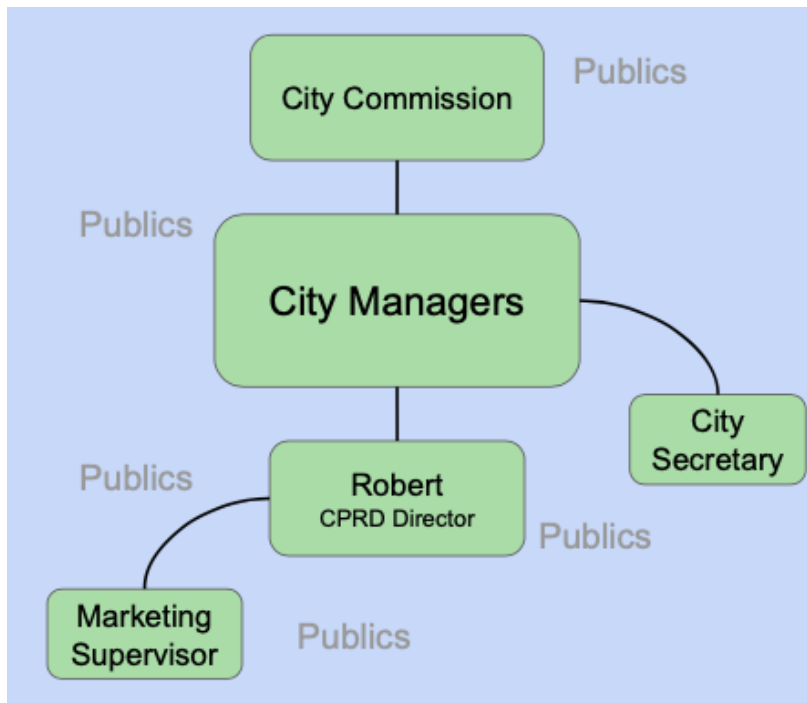 City Commission
Publics
Publics
City Managers
City
Secretary
Publics
Robert
CPRD Director
Publics
Marketing
Supervisor
Publics